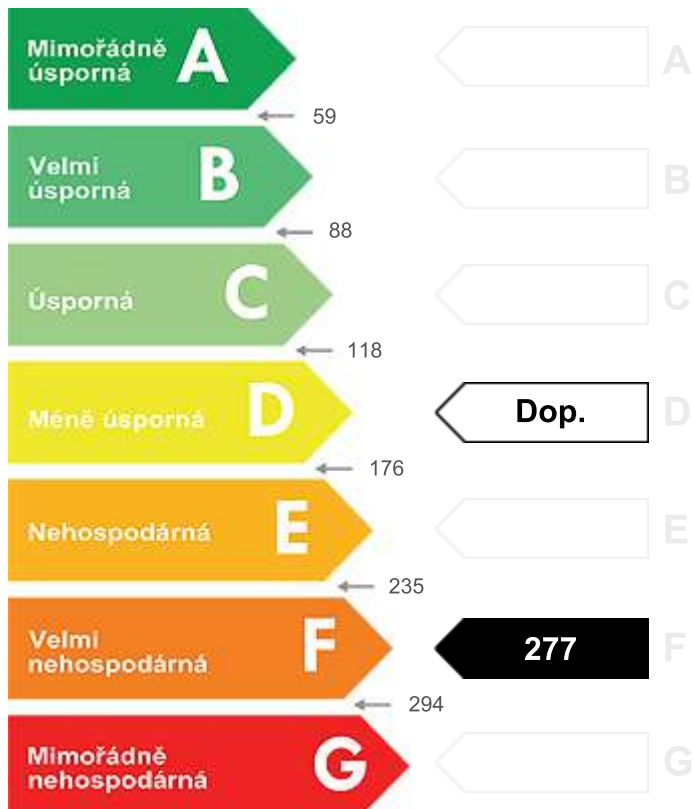 Mimořádně
úsporná
A
A
59
Velmi
úsporná
B
B
88
Úsporná
C
C
118
Méně úsporná
D
Dop.
D
176
Nehospodárná
E
E
235
Velmi
nehospodárná
F
277
F
294
Mimořádně
nehospodárná
G
G